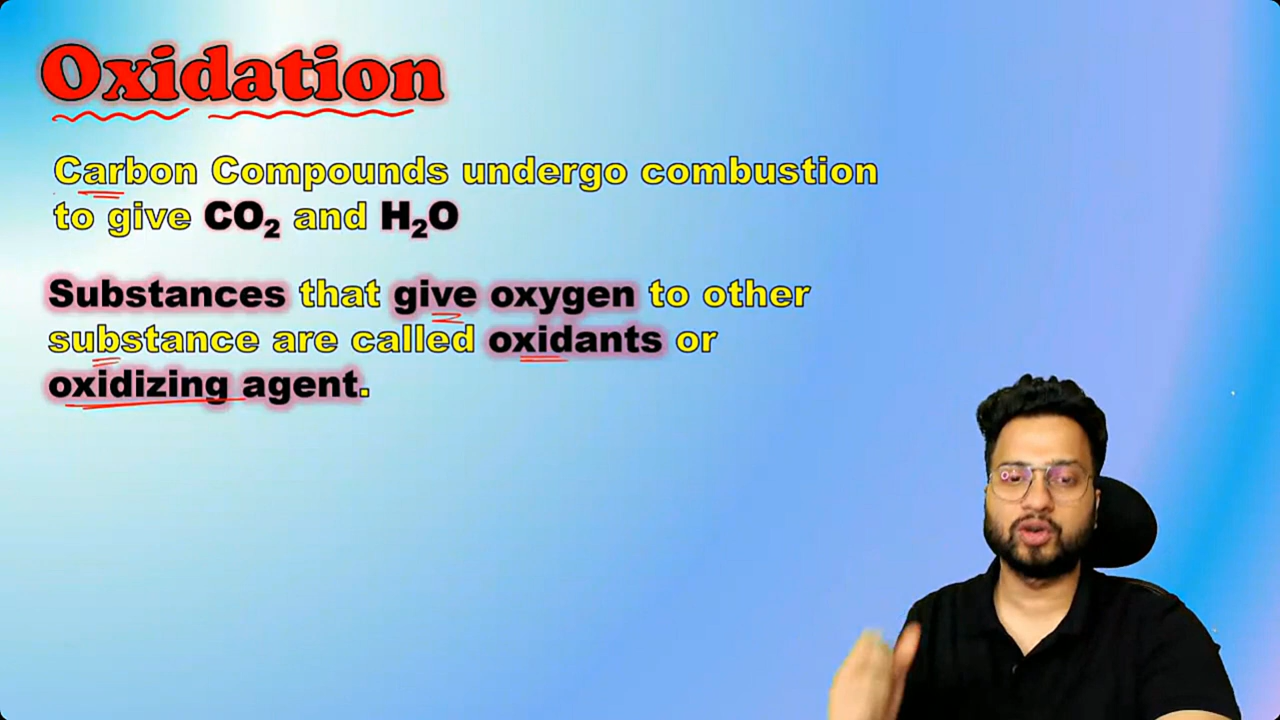 Oxidation
Carbon Compounds undergo combustion
to give CO₂ and H₂O
Substances that give oxygen to other
substance are called oxidants or
oxidizing agent.